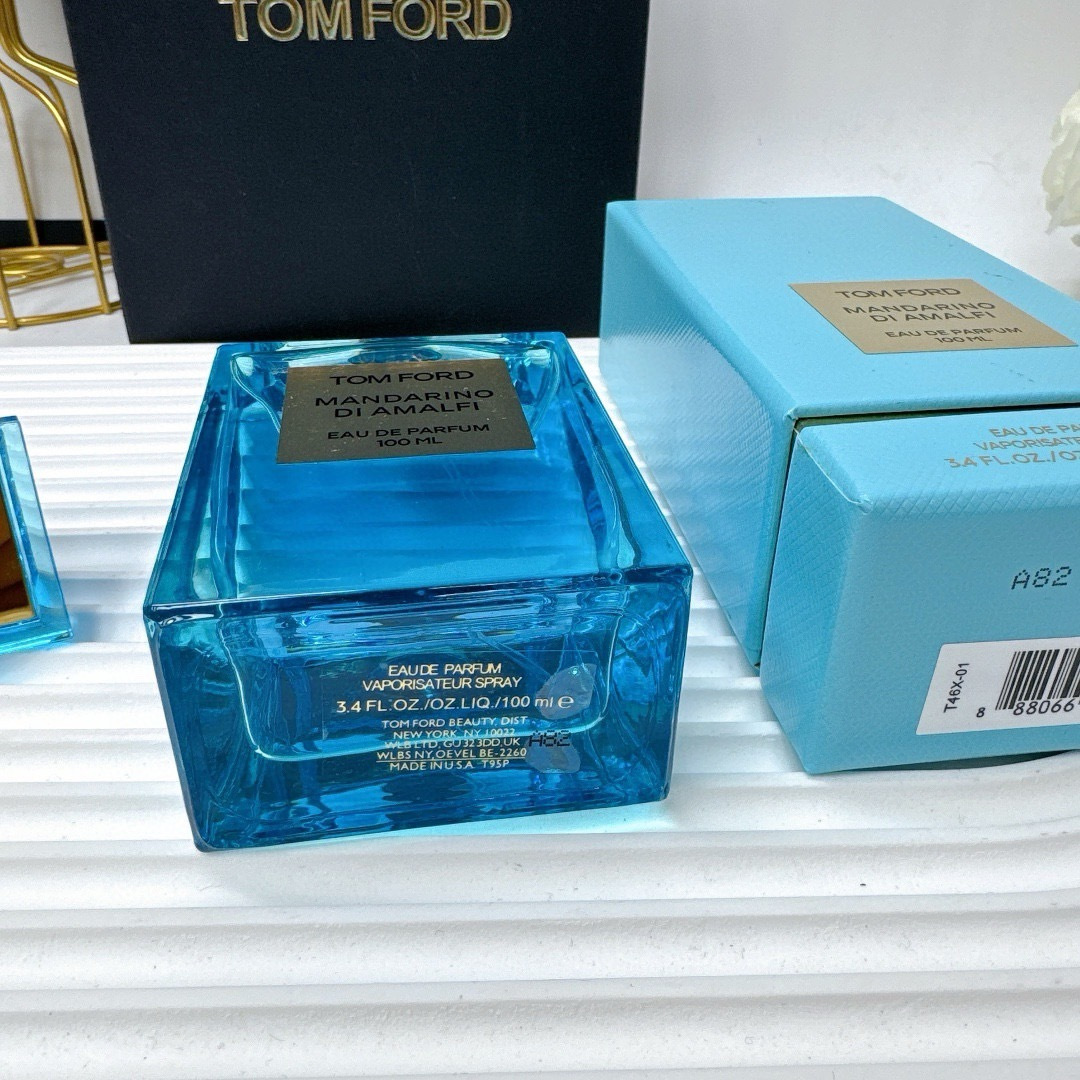 TOM FORD
TOM FORD
MANDARINO
DI AMALFI
EAU DE PARFUM
100 ML
TOM FORD
MANDARINO
DI AMALFI
EAU DE PARFUM
100 ML
EAU DE PARFUM
VAPORISATEUR SPRAY
3.4 FL.OZ./OZ.LIQ./100 ml e
TOM FORD BEAUTY, DIST.
NEW YORK, NY 10022
WLB LTD, GU323DD, UK
WLBS NY, OEVEL BE-2260
MADE IN U.S.A. T95P
A82
EAU DE
3.4 FL.OZ.
A82
T46X-01
8 88066